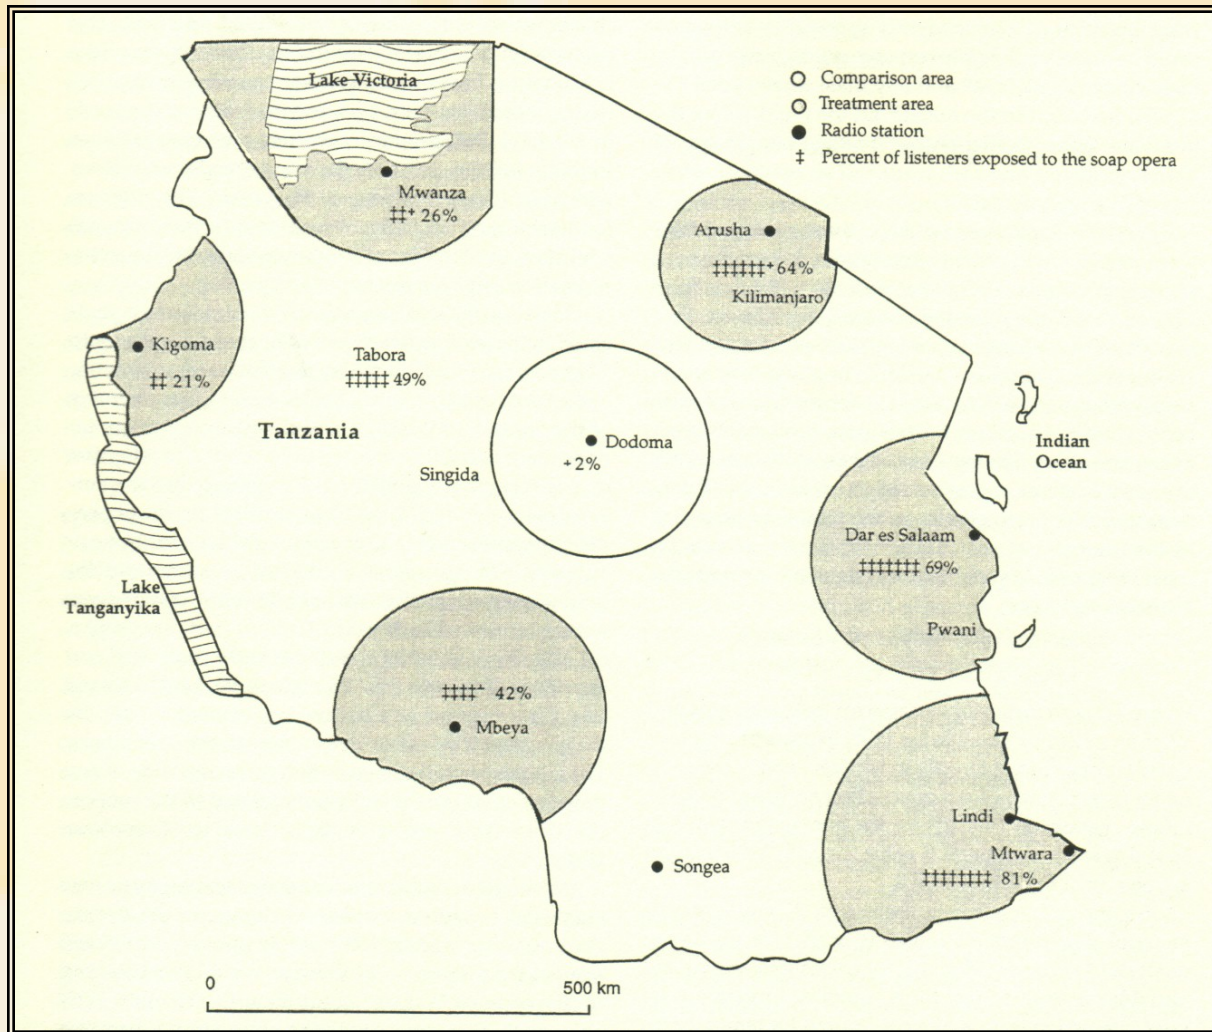 Lake Victoria
Comparison area
Treatment area
Radio station
‡ Percent of listeners exposed to the soap opera
Mwanza
‡‡⁺ 26%
Arusha
‡‡‡‡‡‡⁺ 64%
Kilimanjaro
Kigoma
‡‡ 21%
Tabora
‡‡‡‡‡ 49%
Tanzania
Dodoma
⁺ 2%
Singida
Indian
Ocean
Dar es Salaam
‡‡‡‡‡‡‡ 69%
Pwani
Lake
Tanganyika
‡‡‡‡⁺ 42%
Mbeya
Lindi
Mtwara
‡‡‡‡‡‡‡‡ 81%
Songea
0 500 km